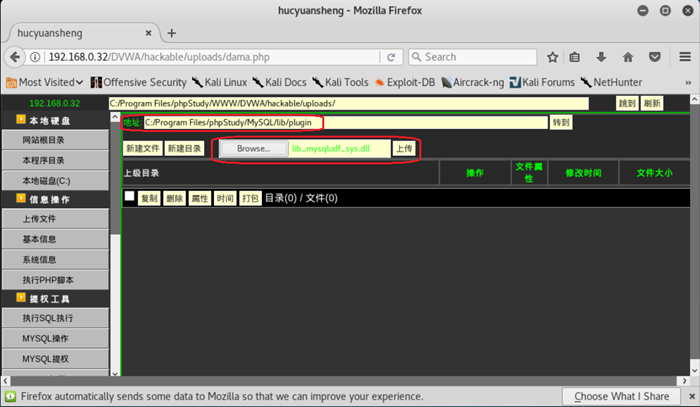 hucyuansheng - Mozilla Firefox
hucyuansheng
192.168.0.32/DVWA/hackable/uploads/dama.php
Search
Most Visited
Offensive Security
Kali Linux
Kali Docs
Kali Tools
Exploit-DB
Aircrack-ng
Kali Forums
NetHunter
192.168.0.32
C:/Program Files/phpStudy/WWW/DVWA/hackable/uploads/
跳到
刷新
本地硬盘
网站根目录
本程序目录
本地磁盘(C:)
信息操作
上传文件
基本信息
系统信息
执行PHP脚本
提权工具
执行SQL执行
MYSQL操作
MYSQL提权
地址:
C:/Program Files/phpStudy/MySQL/lib/plugin
转到
新建文件
新建目录
Browse...
lib_mysqludf_sys.dll
上传
上级目录
操作
文件属性
修改时间
文件大小
复制
删除
属性
时间
打包
目录(0) / 文件(0)
Firefox automatically sends some data to Mozilla so that we can improve your experience.
Choose What I Share